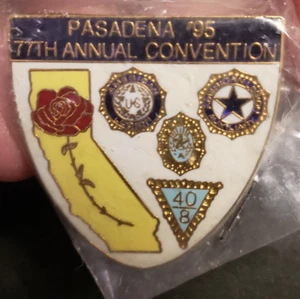 PASADENA '95
77TH ANNUAL CONVENTION
U S
40
8